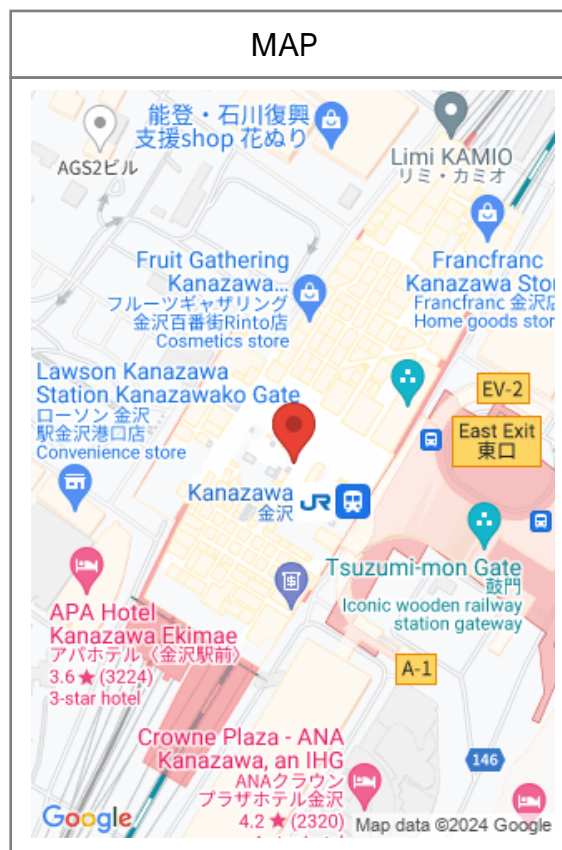 MAP
能登・石川復興
支援shop 花ぬり
AGS2ビル
Limi KAMIO
リミ・カミオ
Fruit Gathering
Kanazawa…
フルーツギャザリング
金沢百番街Rinto店
Cosmetics store
Francfranc
Kanazawa Stor
Francfranc 金沢店
Home goods stor
Lawson Kanazawa
Station Kanazawako Gate
ローソン 金沢
駅金沢港口店
Convenience store
EV-2
East Exit
東口
Kanazawa
金沢
JR
Tsuzumi-mon Gate
鼓門
Iconic wooden railway
station gateway
APA Hotel
Kanazawa Ekimae
アパホテル〈金沢駅前〉
3.6★(3224)
3-star hotel
A-1
Crowne Plaza - ANA
Kanazawa, an IHG
ANAクラウン
プラザホテル金沢
4.2★(2320)
146
Google
Map data ©2024 Google